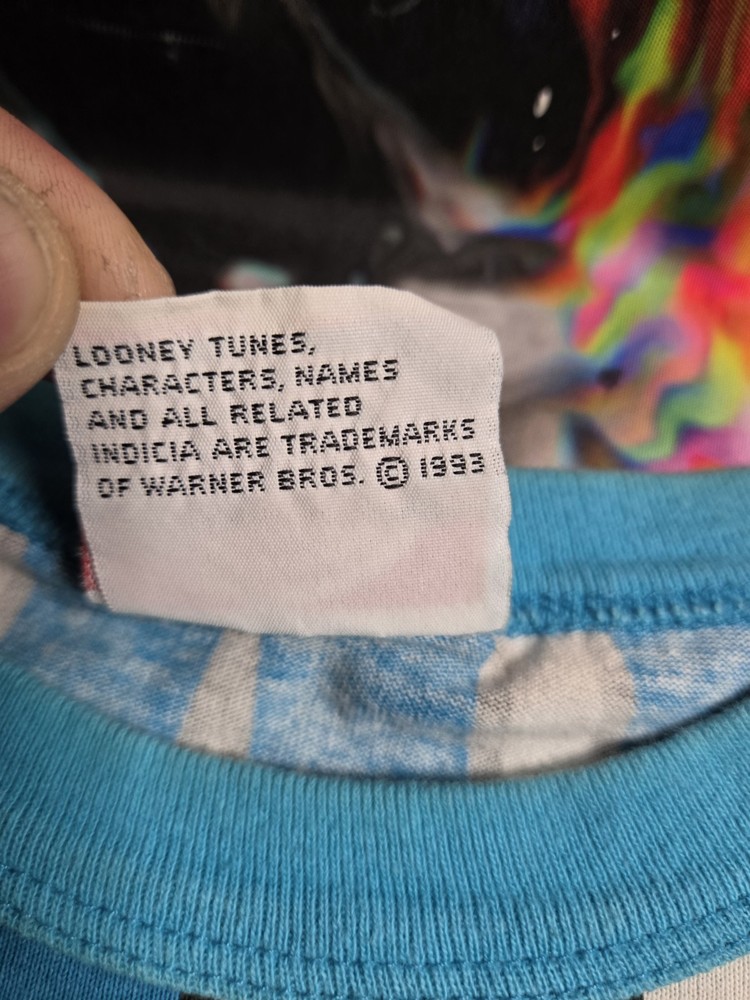 LOONEY TUNES,
CHARACTERS, NAMES
AND ALL RELATED
INDICIA ARE TRADEMARKS
OF WARNER BROS. © 1993